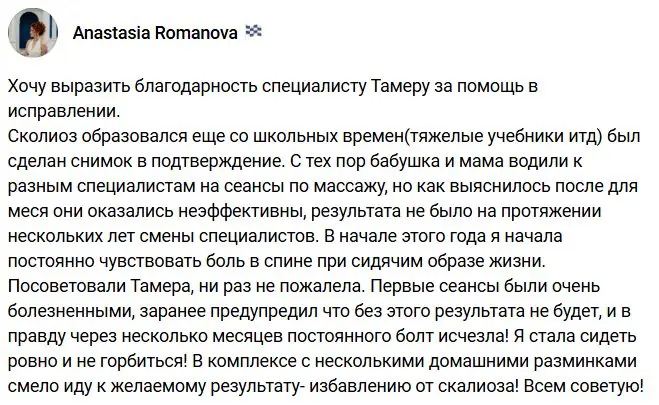 Anastasia Romanova
Хочу выразить благодарность специалисту Тамеру за помощь в
исправлении.
Сколиоз образовался еще со школьных времен(тяжелые учебники итд) был
сделан снимок в подтверждение. С тех пор бабушка и мама водили к
разным специалистам на сеансы по массажу, но как выяснилось после для
меся они оказались неэффективны, результата не было на протяжении
нескольких лет смены специалистов. В начале этого года я начала
постоянно чувствовать боль в спине при сидячим образе жизни.
Посоветовали Тамера, ни раз не пожалела. Первые сеансы были очень
болезненными, заранее предупредил что без этого результата не будет, и в
правду через несколько месяцев постоянного болт исчезла! Я стала сидеть
ровно и не горбиться! В комплексе с несколькими домашними разминками
смело иду к желаемому результату- избавлению от скалиоза! Всем советую!